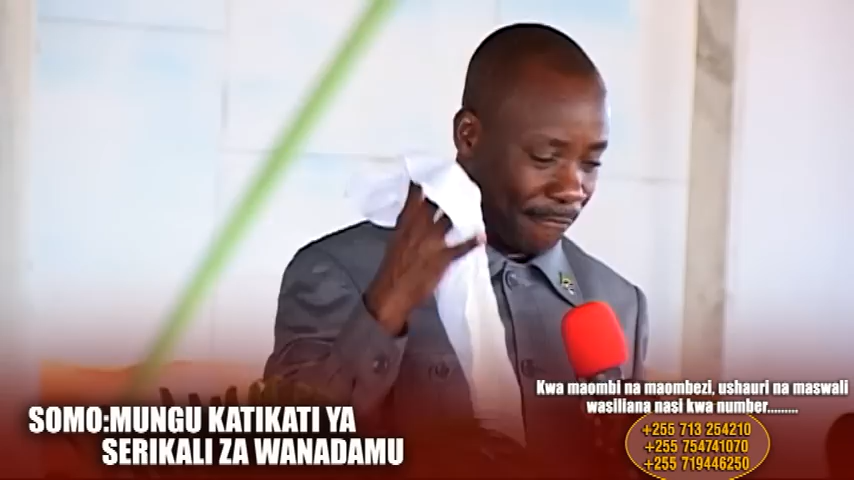 SOMO:MUNGU KATIKATI YA
SERIKALI ZA WANADAMU
Kwa maombi na maombezi, ushauri na maswali
wasiliana nasi kwa number.........
+255 713 254210
+255 754741070
+255 719446250